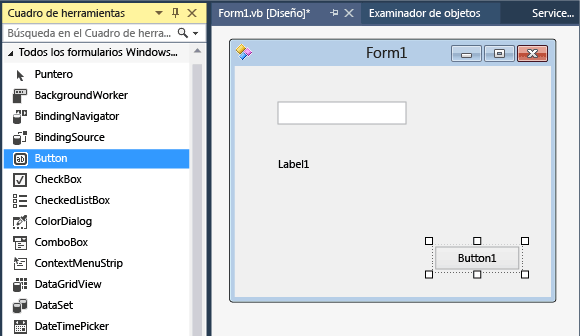 Cuadro de herramientas
Búsqueda en el Cuadro de herra...
Todos los formularios Windows...
Puntero
BackgroundWorker
BindingNavigator
BindingSource
Button
CheckBox
CheckedListBox
ColorDialog
ComboBox
ContextMenuStrip
DataGridView
DataSet
DateTimePicker
Form1.vb [Diseño]*
Examinador de objetos
Service...
Form1
Label1
Button1